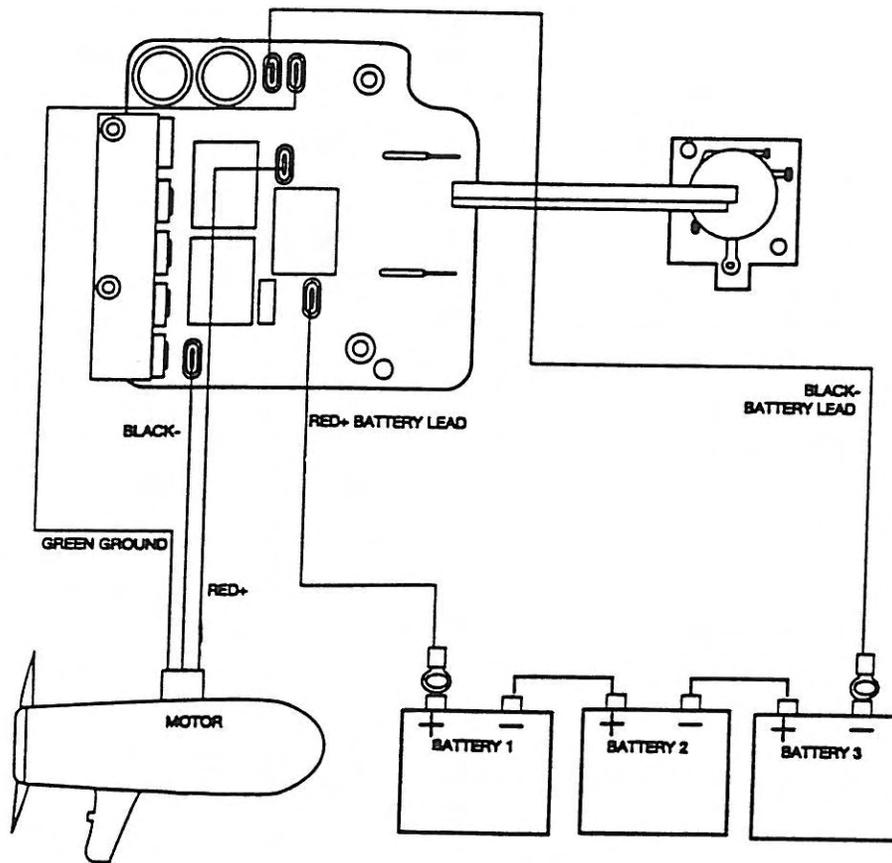 BLACK-
BATTERY LEAD
BLACK-
RED+ BATTERY LEAD
GREEN GROUND
RED+
MOTOR
+ −
BATTERY 1
+ −
BATTERY 2
+ −
BATTERY 3